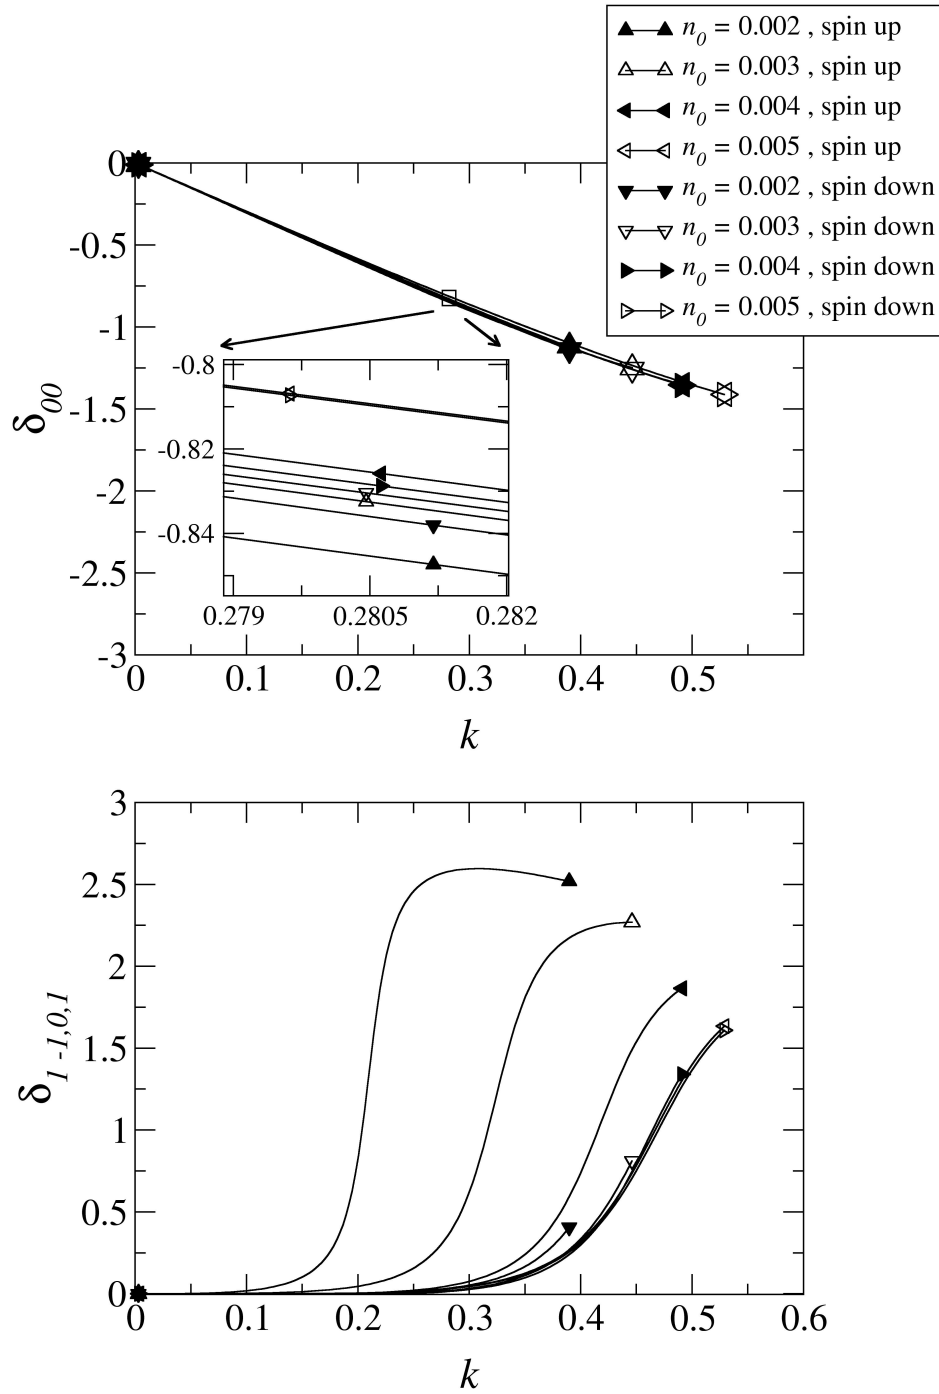 n0 = 0.002 , spin up
n0 = 0.003 , spin up
n0 = 0.004 , spin up
n0 = 0.005 , spin up
n0 = 0.002 , spin down
n0 = 0.003 , spin down
n0 = 0.004 , spin down
n0 = 0.005 , spin down
0
-0.5
-1
-1.5
-2
-2.5
-3
δ00
-0.8
-0.82
-0.84
0.279 0.2805 0.282
0 0.1 0.2 0.3 0.4 0.5
k
3
2.5
2
1.5
1
0.5
0
δ1 -1,0,1
0 0.1 0.2 0.3 0.4 0.5 0.6
k